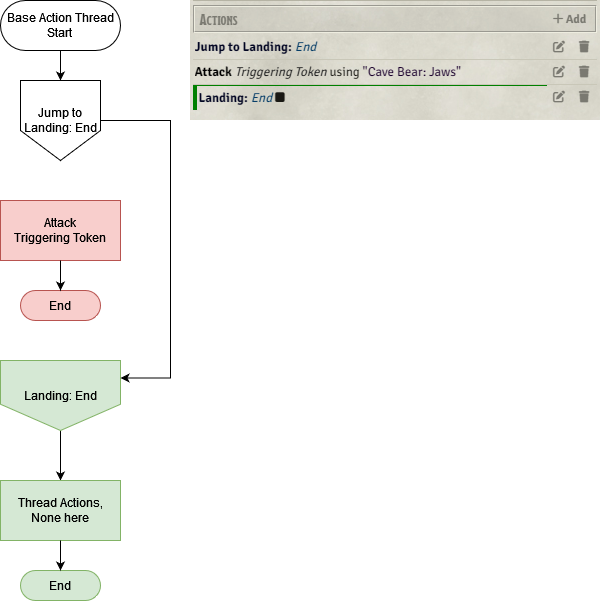 Base Action Thread
Start
Jump to
Landing: End
Attack
Triggering Token
End
Landing: End
Thread Actions,
None here
End
Actions
+ Add
Jump to Landing: End
Attack Triggering Token using "Cave Bear: Jaws"
Landing: End